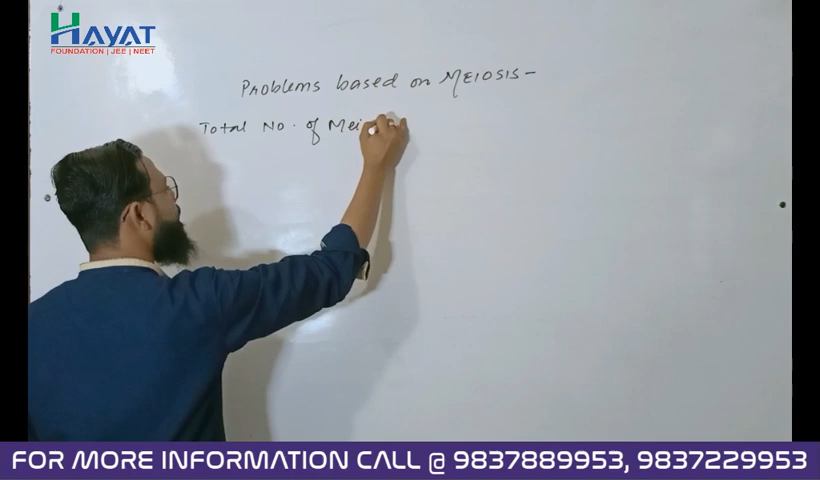 HAYAT
FOUNDATION | JEE | NEET
Problems based on MEIOSIS-
Total No. of Mei
FOR MORE INFORMATION CALL @ 9837889953, 9837229953